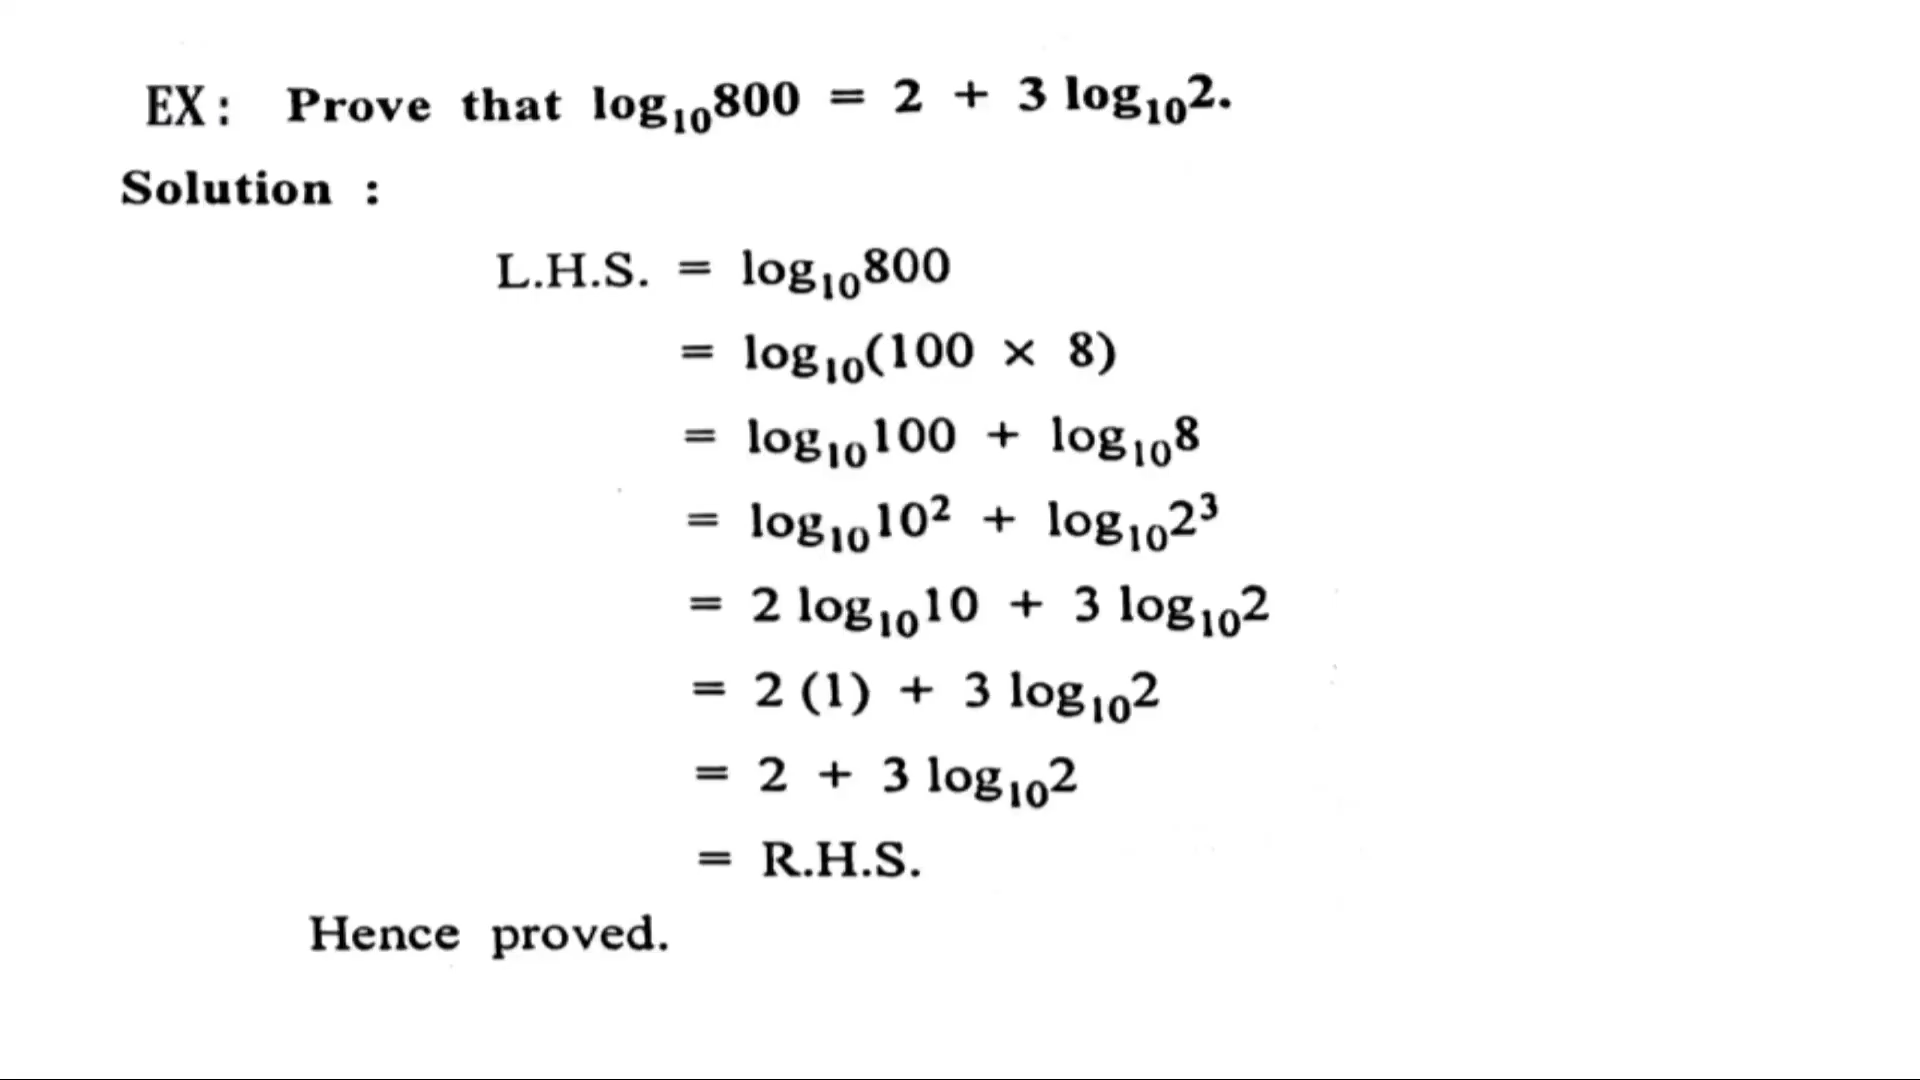 EX: Prove that log₁₀800 = 2 + 3 log₁₀2.
Solution :
L.H.S. = log₁₀800
= log₁₀(100 × 8)
= log₁₀100 + log₁₀8
= log₁₀10² + log₁₀2³
= 2 log₁₀10 + 3 log₁₀2
= 2 (1) + 3 log₁₀2
= 2 + 3 log₁₀2
= R.H.S.
Hence proved.